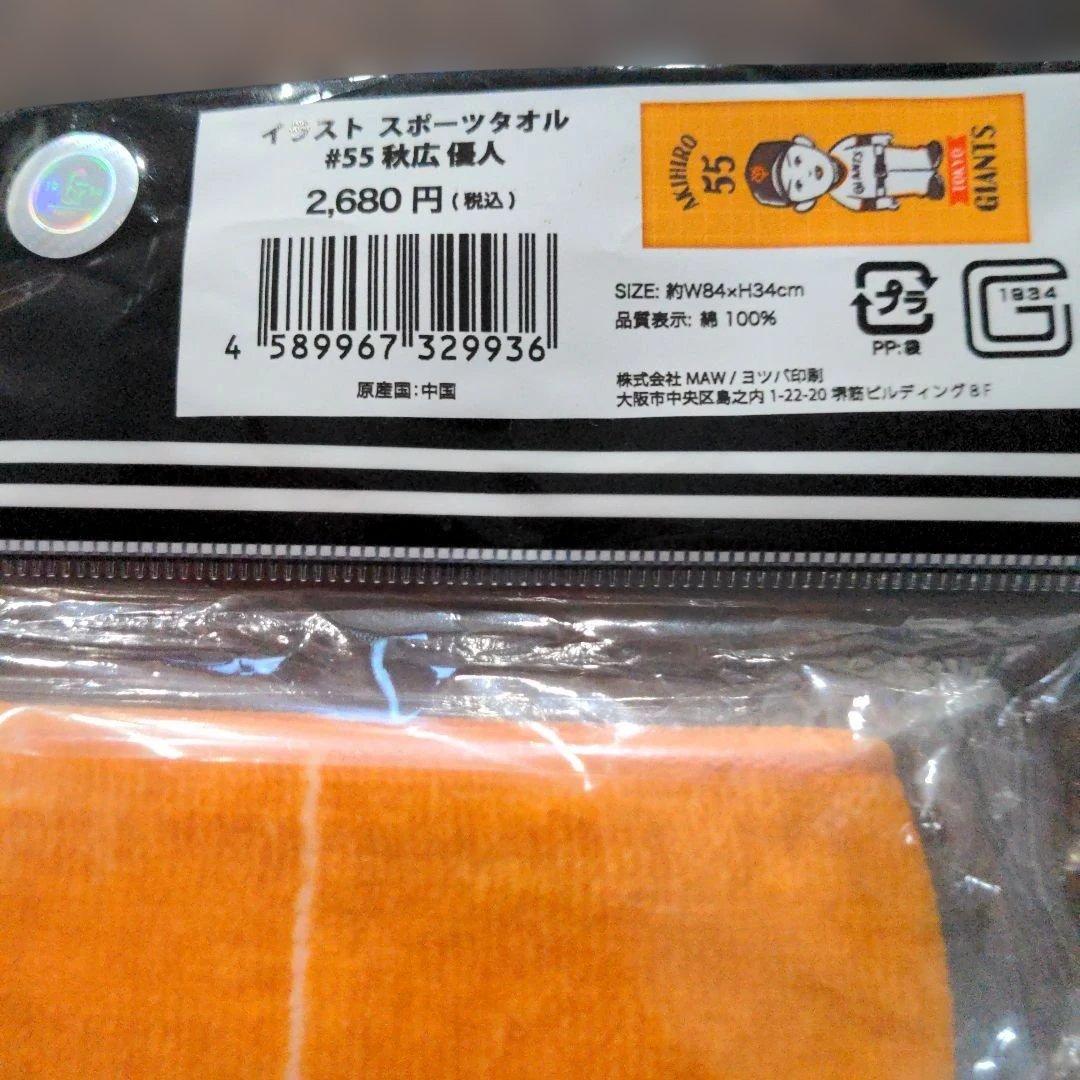 イラスト スポーツタオル
#55 秋広 優人
2,680 円 (税込)
4 589967 329936
原産国:中国
AKIHIRO
55
GIANTS
TOKYO
GIANTS
SIZE: 約W84×H34cm
品質表示: 綿 100%
プラ
PP:袋
1934
株式会社 MAW / ヨツバ印刷
大阪市中央区島之内 1-22-20 堺筋ビルディング8F